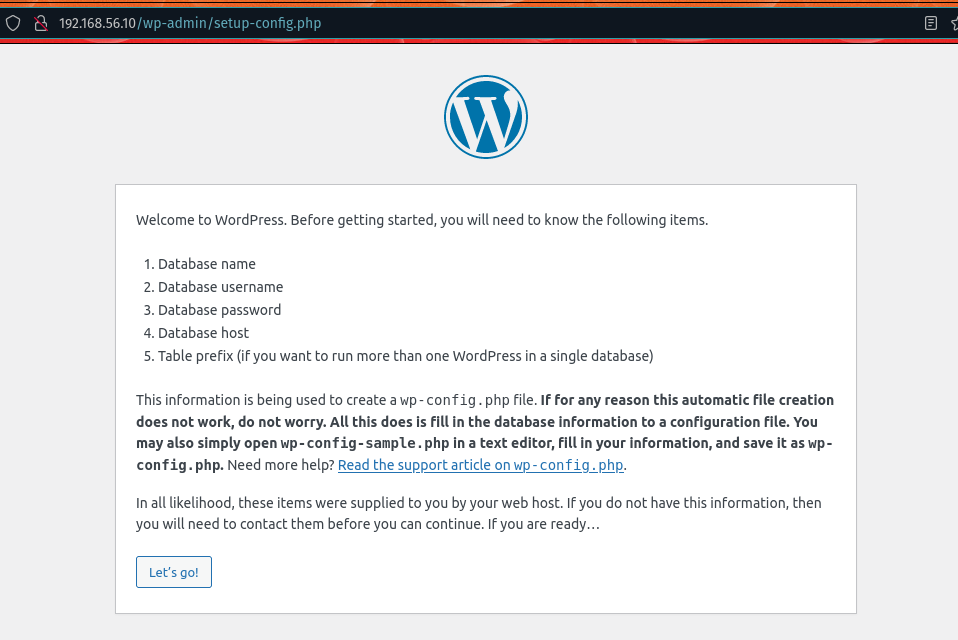 192.168.56.10/wp-admin/setup-config.php
Welcome to WordPress. Before getting started, you will need to know the following items.
1. Database name
2. Database username
3. Database password
4. Database host
5. Table prefix (if you want to run more than one WordPress in a single database)
This information is being used to create a wp-config.php file. If for any reason this automatic file creation
does not work, do not worry. All this does is fill in the database information to a configuration file. You
may also simply open wp-config-sample.php in a text editor, fill in your information, and save it as wp-
config.php. Need more help? Read the support article on wp-config.php.
In all likelihood, these items were supplied to you by your web host. If you do not have this information, then
you will need to contact them before you can continue. If you are ready…
Let’s go!